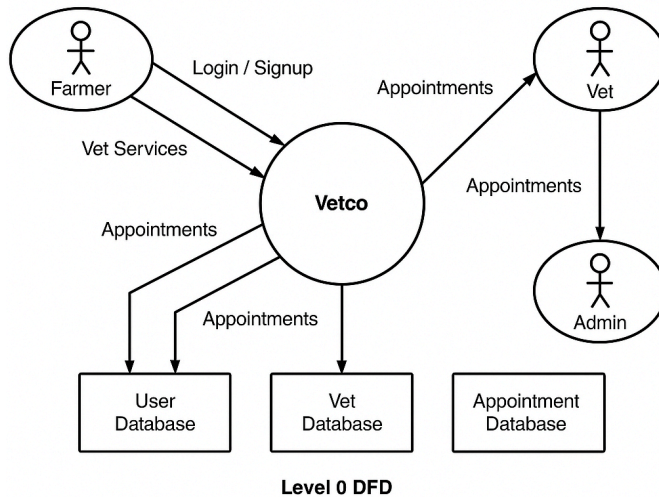 Farmer
Login / Signup
Vet Services
Appointments
Vet
Vetco
Appointments
Appointments
Appointments
Admin
User
Database
Vet
Database
Appointment
Database
Level 0 DFD